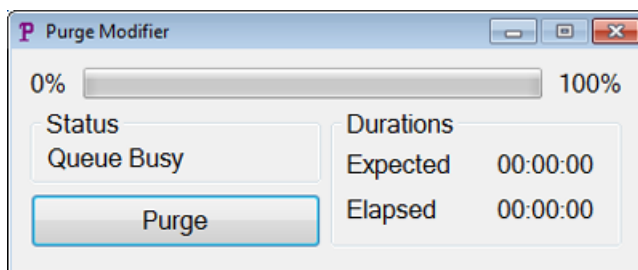 Purge Modifier
0% 100%
Status
Queue Busy
Purge
Durations
Expected 00:00:00
Elapsed 00:00:00